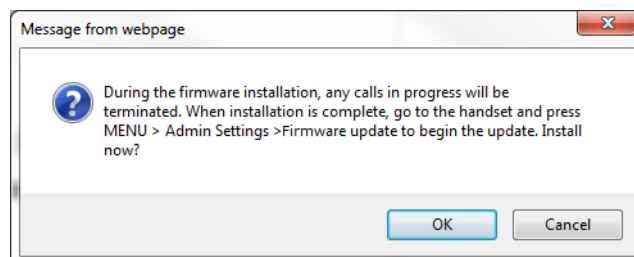 Message from webpage
During the firmware installation, any calls in progress will be
terminated. When installation is complete, go to the handset and press
MENU > Admin Settings >Firmware update to begin the update. Install
now?
OK
Cancel